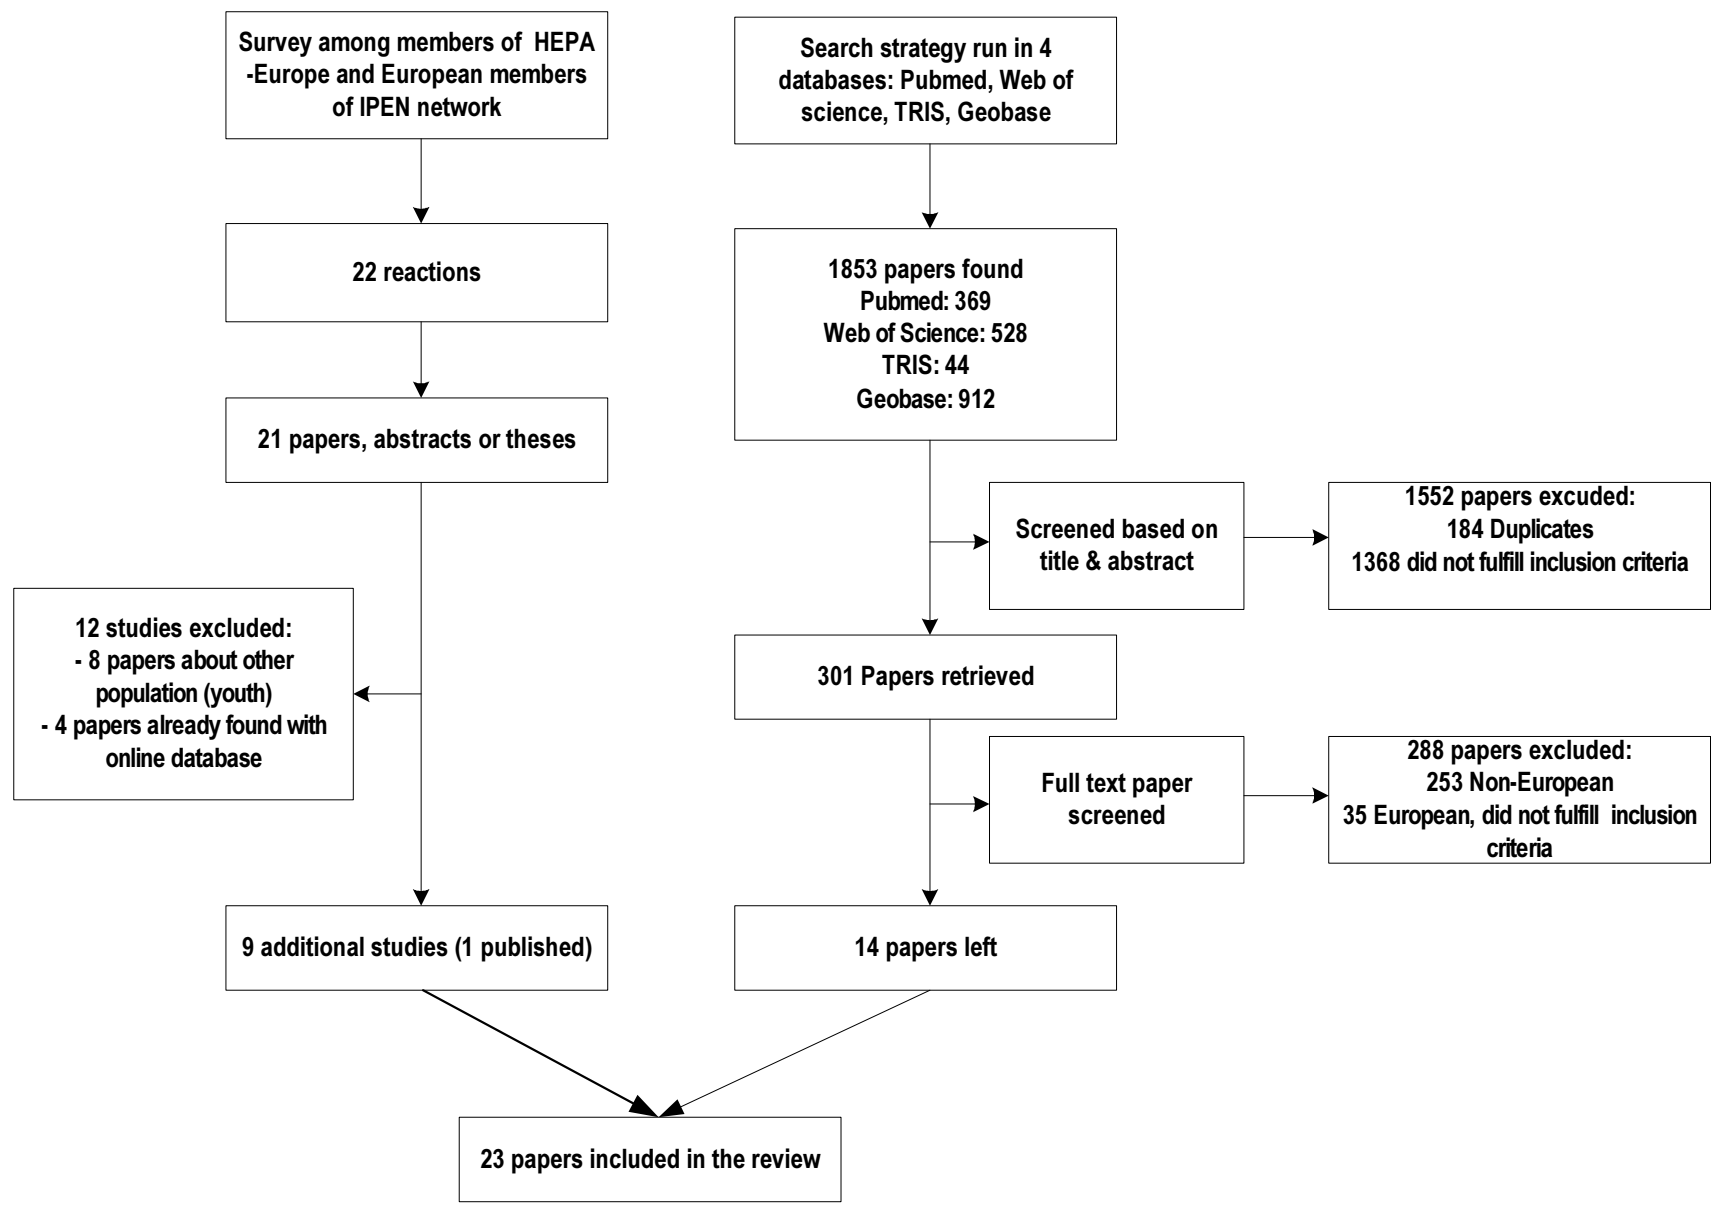 Survey among members of HEPA
-Europe and European members
of IPEN network
22 reactions
21 papers, abstracts or theses
12 studies excluded:
- 8 papers about other
population (youth)
- 4 papers already found with
online database
9 additional studies (1 published)
Search strategy run in 4
databases: Pubmed, Web of
science, TRIS, Geobase
1853 papers found
Pubmed: 369
Web of Science: 528
TRIS: 44
Geobase: 912
Screened based on
title & abstract
1552 papers excuded:
184 Duplicates
1368 did not fulfill inclusion criteria
301 Papers retrieved
Full text paper
screened
288 papers excluded:
253 Non-European
35 European, did not fulfill inclusion
criteria
14 papers left
23 papers included in the review